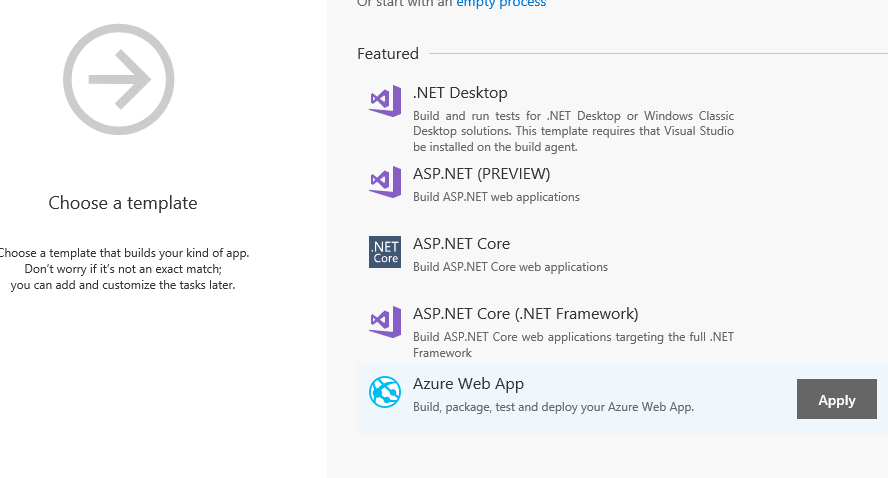 Or start with an empty process
Featured
.NET Desktop
Build and run tests for .NET Desktop or Windows Classic
Desktop solutions. This template requires that Visual Studio
be installed on the build agent.
ASP.NET (PREVIEW)
Build ASP.NET web applications
Choose a template
.NET
Core
ASP.NET Core
Build ASP.NET Core web applications
Choose a template that builds your kind of app.
Don't worry if it's not an exact match;
you can add and customize the tasks later.
ASP.NET Core (.NET Framework)
Build ASP.NET Core web applications targeting the full .NET
Framework
Azure Web App
Build, package, test and deploy your Azure Web App.
Apply